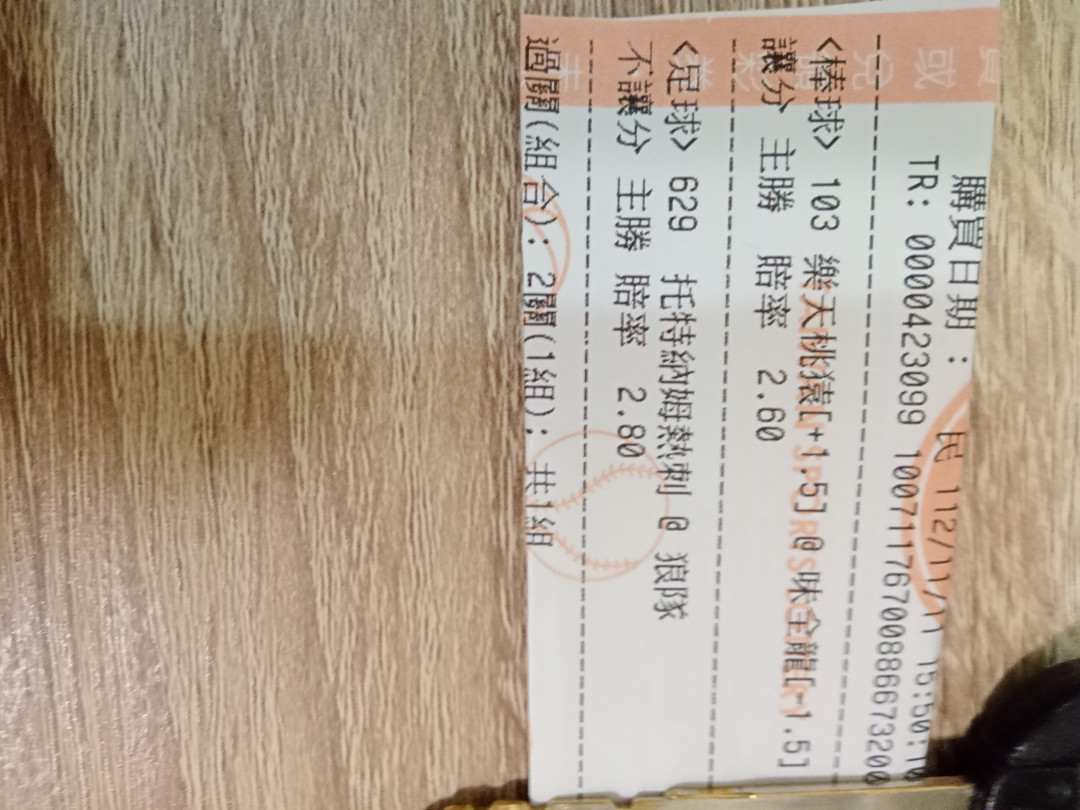 購買日期： 民 112/11/11 15:50:10
TR: 0000423099 10071176700886673200
<棒球> 103 樂天桃猿[+1.5] @ 味全龍[-1.5]
讓分 主勝 賠率 2.60
<足球> 629 托特納姆熱刺 @ 狼隊
不讓分 主勝 賠率 2.80
過關(組合): 2關(1組): 共1組